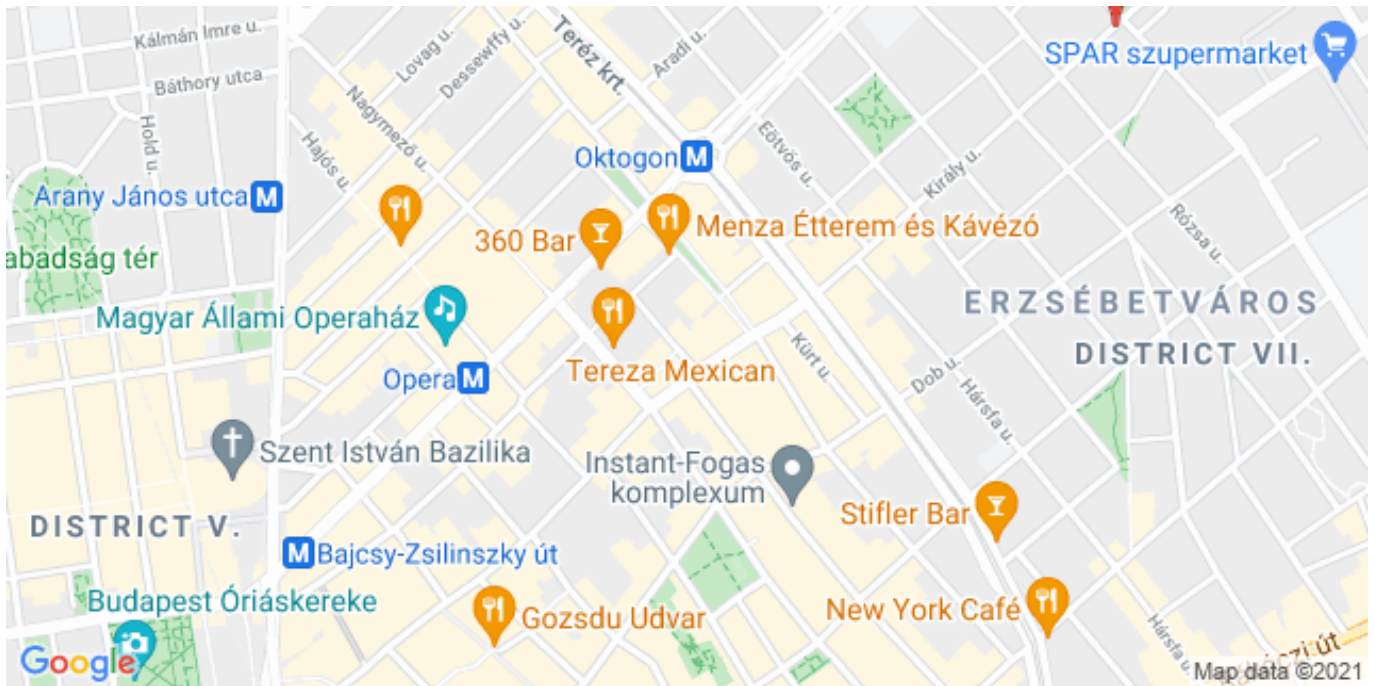 Kálmán Imre u.
Lovag u.
Dessewffy u.
Teréz krt.
Aradi u.
SPAR szupermarket
Báthory utca
Hold u.
Nagymező u.
Hajós u.
Oktogon M
Eötvös u.
Király u.
Arany János utca M
Rózsa u.
360 Bar
Menza Étterem és Kávézó
abadság tér
ERZSÉBETVÁROS
Magyar Állami Operaház
Kürt u.
DISTRICT VII.
Opera M
Tereza Mexican
Dob u.
Hársfa u.
Szent István Bazilika
Instant-Fogas
komplexum
Stifler Bar
DISTRICT V.
M Bajcsy-Zsilinszky út
Budapest Óriáskereke
Gozsdu Udvar
New York Café
Hársfa u.
Google
Map data ©2021